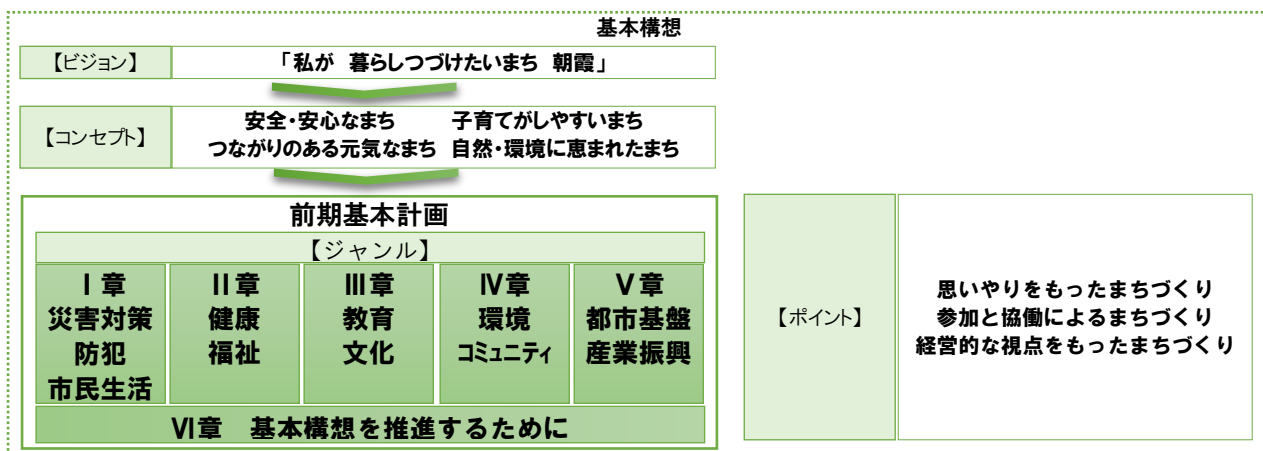 基本構想
【ビジョン】
「私が 暮らしつづけたいまち 朝霞」
【コンセプト】
安全・安心なまち 子育てがしやすいまち
つながりのある元気なまち 自然・環境に恵まれたまち
前期基本計画
【ジャンル】
Ⅰ章
災害対策
防犯
市民生活
Ⅱ章
健康
福祉
Ⅲ章
教育
文化
Ⅳ章
環境
コミュニティ
Ⅴ章
都市基盤
産業振興
Ⅵ章 基本構想を推進するために
【ポイント】
思いやりをもったまちづくり
参加と協働によるまちづくり
経営的な視点をもったまちづくり